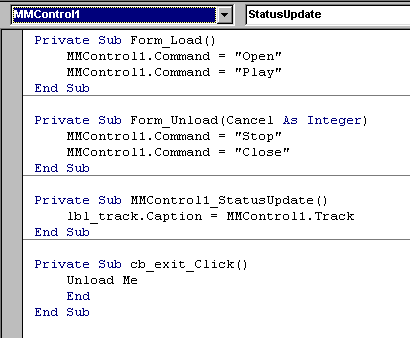 MMControl1 StatusUpdate
Private Sub Form_Load()
    MMControl1.Command = "Open"
    MMControl1.Command = "Play"
End Sub
Private Sub Form_Unload(Cancel As Integer)
    MMControl1.Command = "Stop"
    MMControl1.Command = "Close"
End Sub
Private Sub MMControl1_StatusUpdate()
    lbl_track.Caption = MMControl1.Track
End Sub
Private Sub cb_exit_Click()
    Unload Me
    End
End Sub